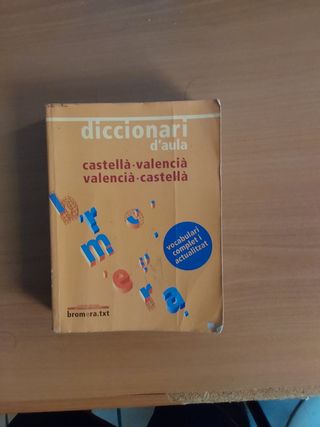 diccionari
d'aula
castellà·valencià
valencià·castellà
vocabulari
complet i
actualitzat
bromera.txt